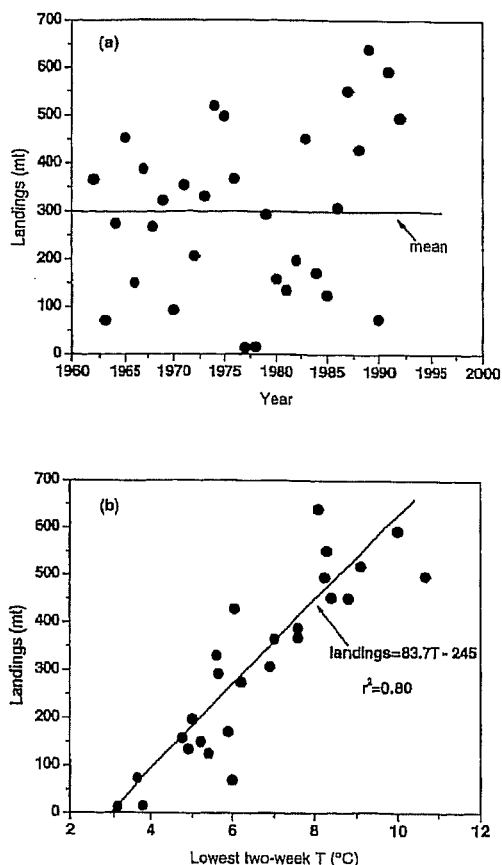 (a)
700
600
500
400
300
200
100
0
Landings (mt)
mean
1960 1965 1970 1975 1980 1985 1990 1995 2000
Year
(b)
700
600
500
400
300
200
100
0
Landings (mt)
landings=83.7T - 245
r²=0.80
2 4 6 8 10 12
Lowest two-week T (°C)